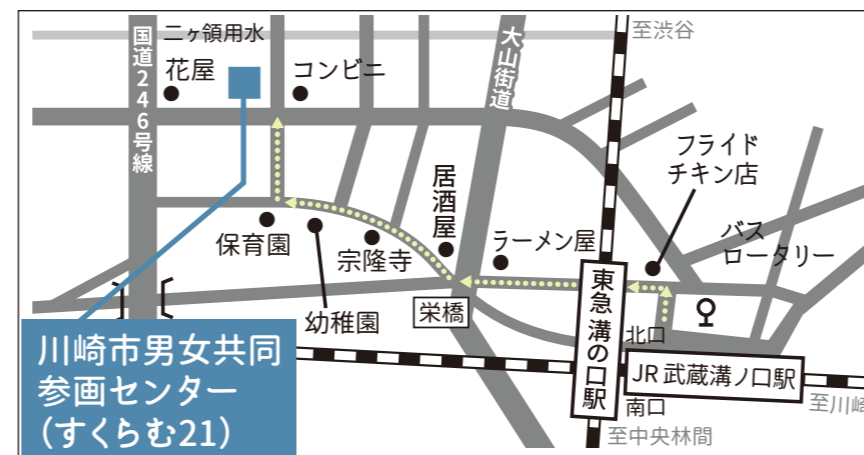 国道246号線
二ヶ領用水
花屋
コンビニ
大山街道
至渋谷
フライド
チキン店
バス
ロータリー
居酒屋
ラーメン屋
保育園
宗隆寺
幼稚園
栄橋
東急 溝の口駅
北口
JR 武蔵溝ノ口駅
南口
至川崎
至中央林間
川崎市男女共同
参画センター
(すくらむ21)